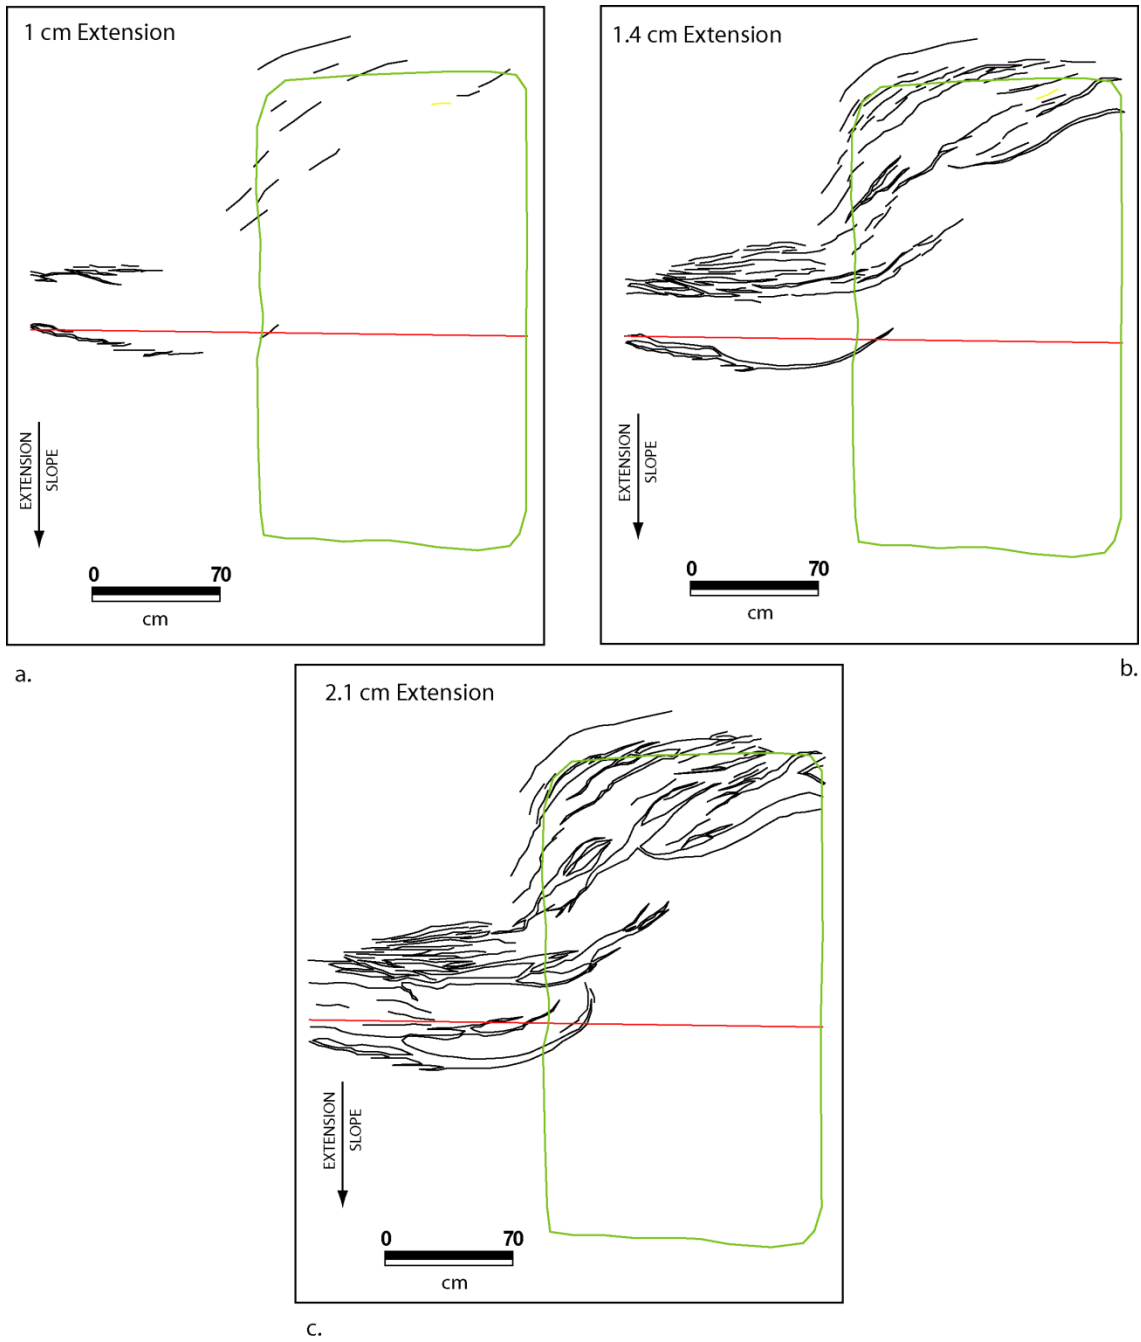 1 cm Extension
EXTENSION
SLOPE
0 70
cm
a.
1.4 cm Extension
EXTENSION
SLOPE
0 70
cm
b.
2.1 cm Extension
EXTENSION
SLOPE
0 70
cm
c.